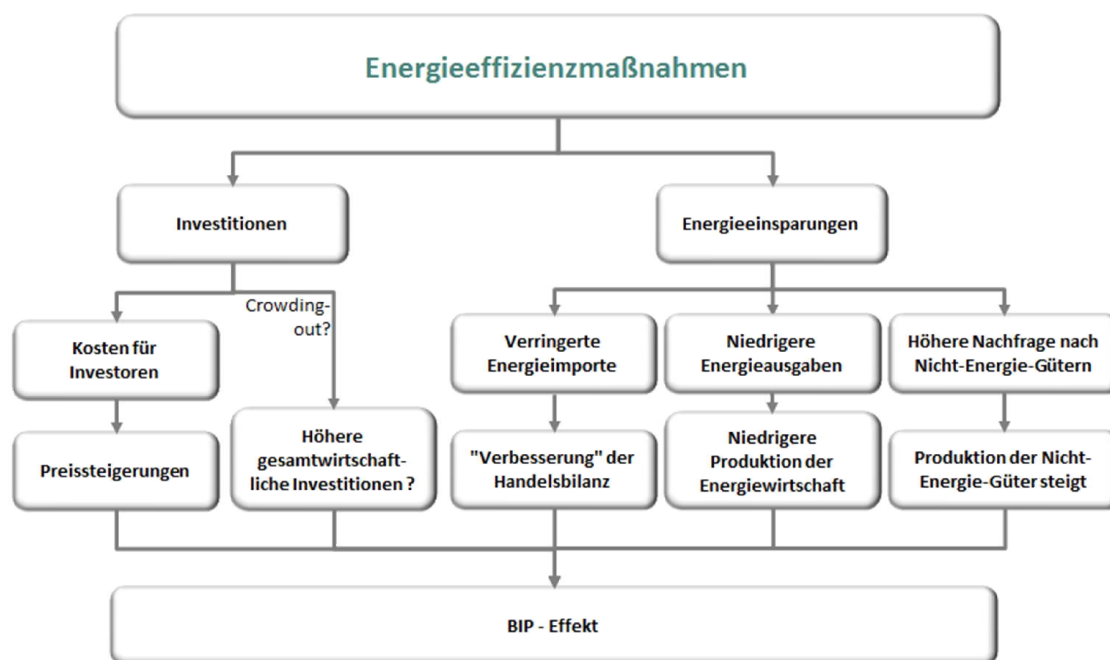 Energieeffizienzmaßnahmen
Investitionen
Energieeinsparungen
Crowding-
out?
Kosten für
Investoren
Verringerte
Energieimporte
Niedrigere
Energieausgaben
Höhere Nachfrage nach
Nicht-Energie-Gütern
Preissteigerungen
Höhere
gesamtwirtschaft-
liche Investitionen ?
"Verbesserung" der
Handelsbilanz
Niedrigere
Produktion der
Energiewirtschaft
Produktion der Nicht-
Energie-Güter steigt
BIP - Effekt